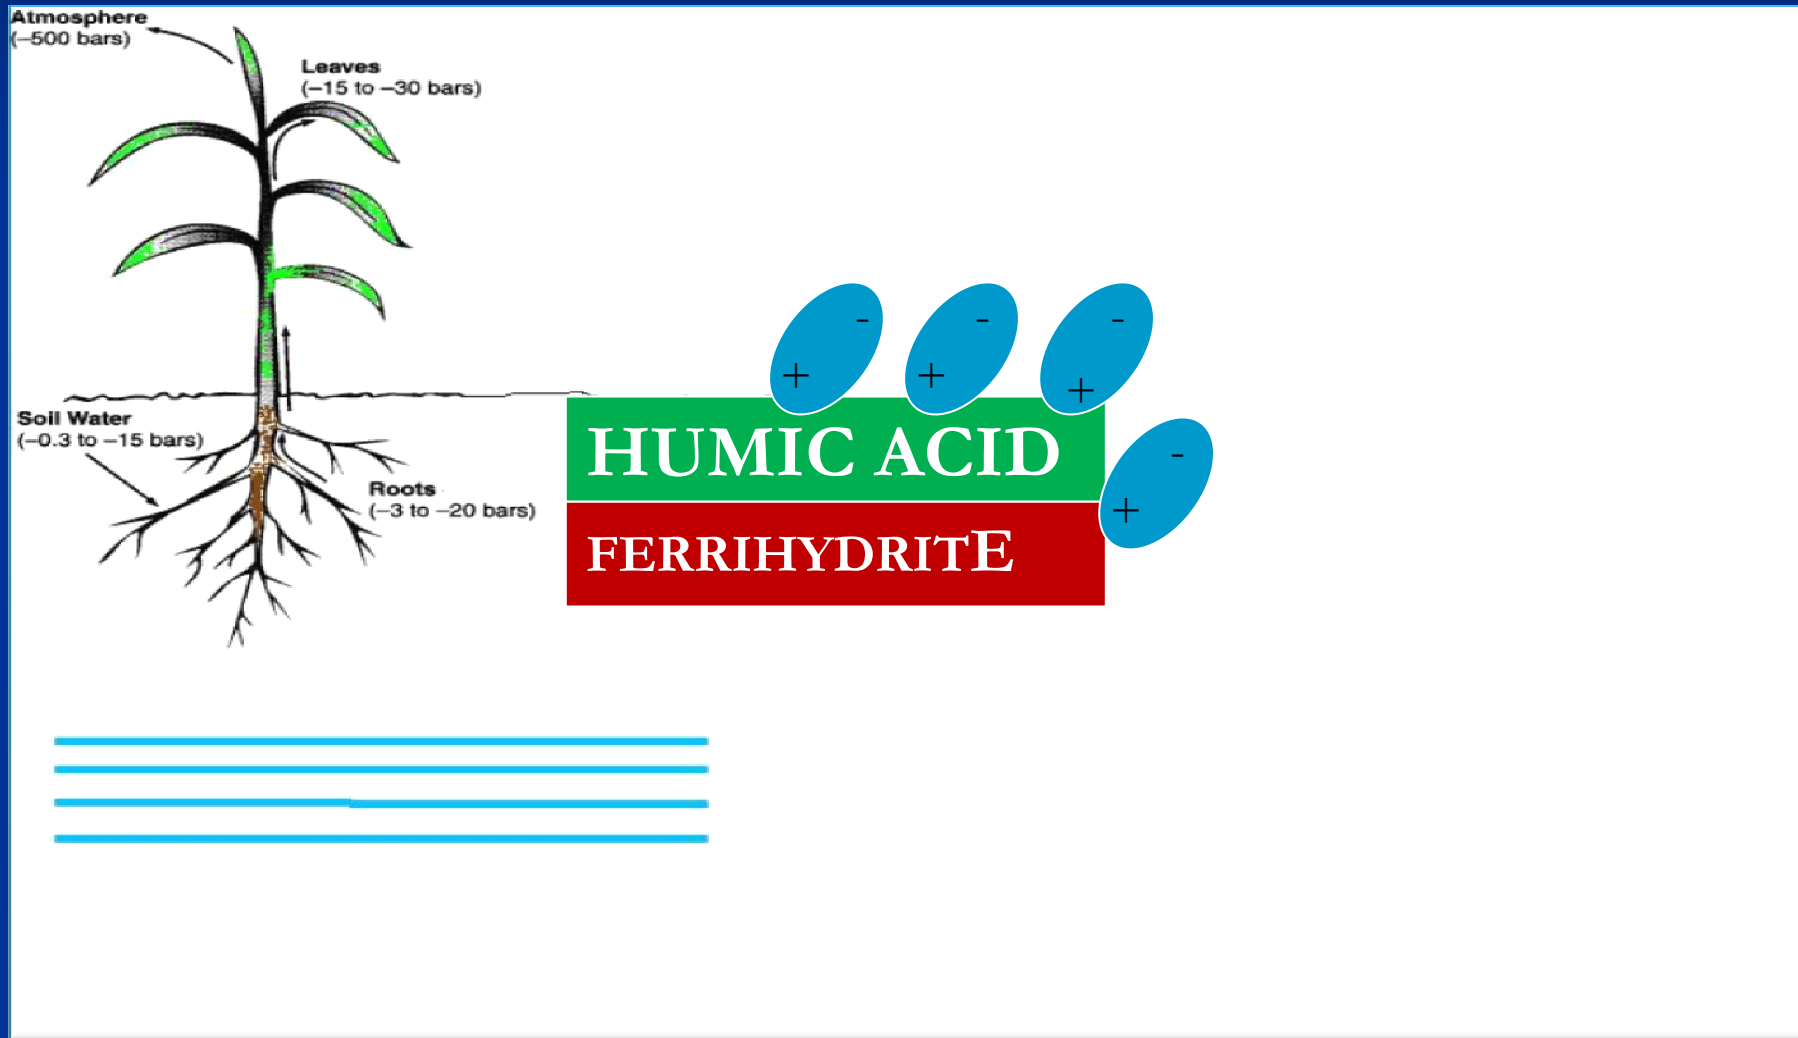 Atmosphere
(–500 bars)
Leaves
(–15 to –30 bars)
Soil Water
(–0.3 to –15 bars)
Roots
(–3 to –20 bars)
- - -
+ + +
HUMIC ACID
-
+
FERRIHYDRITE